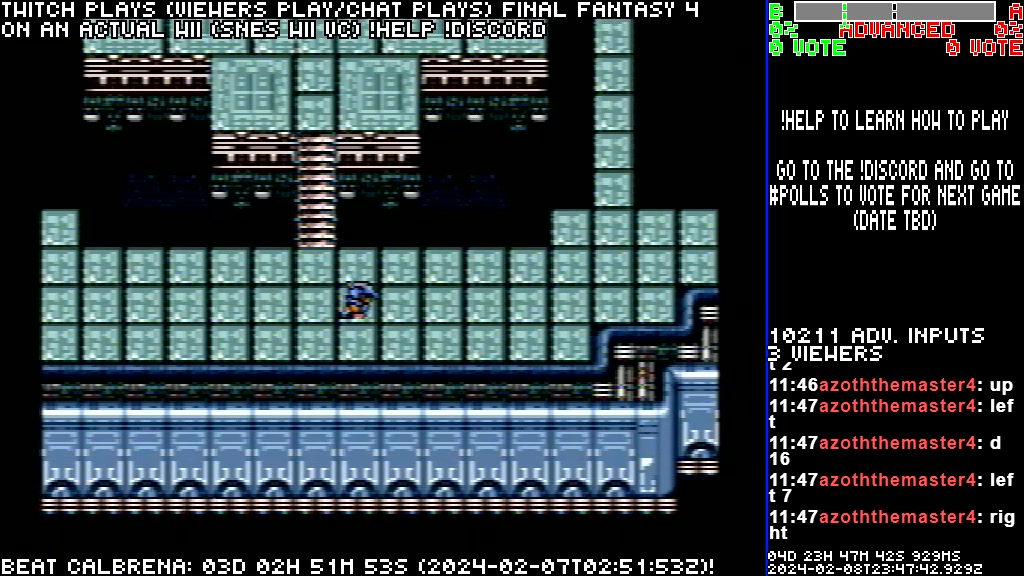 TWITCH PLAYS (VIEWERS PLAY/CHAT PLAYS) FINAL FANTASY 4
ON AN ACTUAL WII (SNES WII VC) !HELP !DISCORD
B A
0% ADVANCED 0%
0 VOTE 0 VOTE
!HELP TO LEARN HOW TO PLAY
GO TO THE !DISCORD AND GO TO
#POLLS TO VOTE FOR NEXT GAME
(DATE TBD)
10211 ADV. INPUTS
3 VIEWERS
t 2
11:46azoththemaster4: up
11:47azoththemaster4: lef
t
11:47azoththemaster4: d
16
11:47azoththemaster4: lef
t 7
11:47azoththemaster4: rig
ht
04D 23H 47M 42S 929MS
2024-02-08T23:47:42.929Z
BEAT CALBRENA: 03D 02H 51M 53S (2024-02-07T02:51:53Z)!